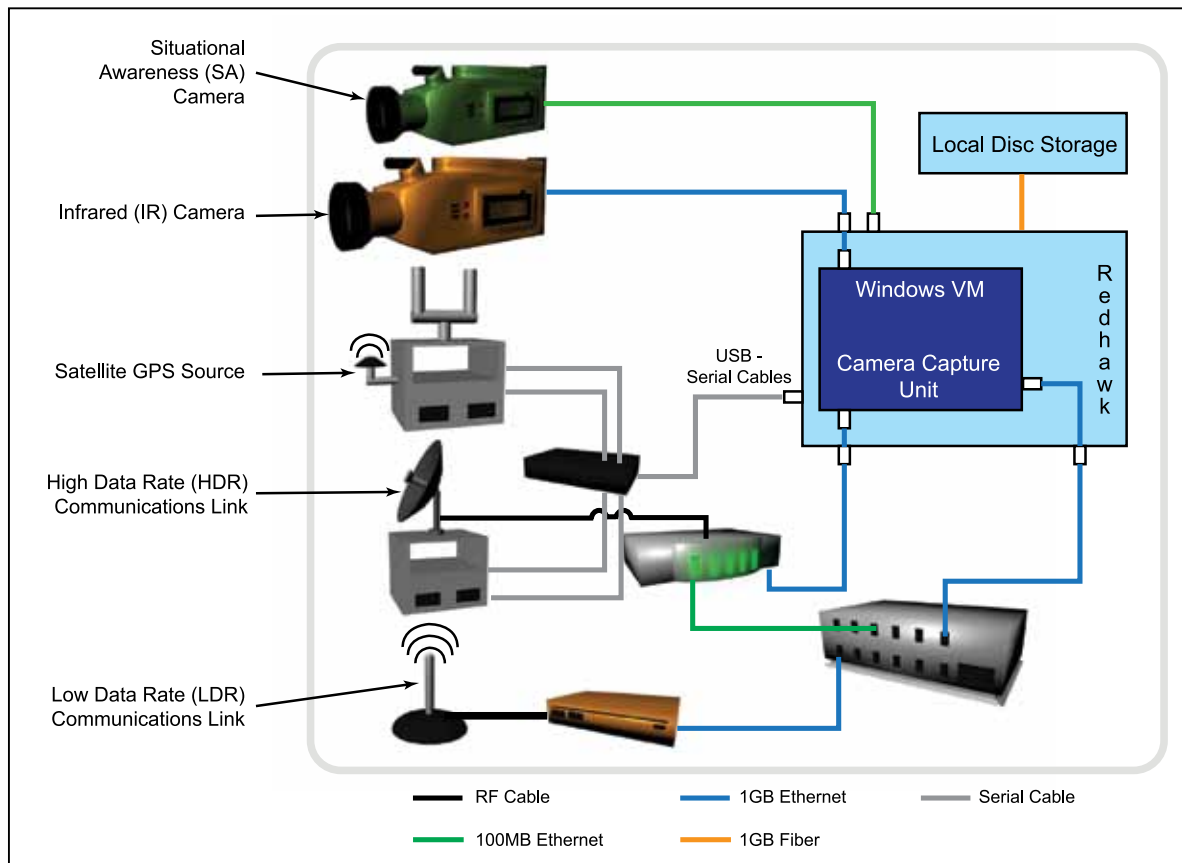 Situational
Awareness (SA)
Camera
Local Disc Storage
Infrared (IR) Camera
Windows VM
Camera Capture
Unit
Redhawk
USB -
Serial Cables
Satellite GPS Source
High Data Rate (HDR)
Communications Link
Low Data Rate (LDR)
Communications Link
RF Cable
1GB Ethernet
Serial Cable
100MB Ethernet
1GB Fiber